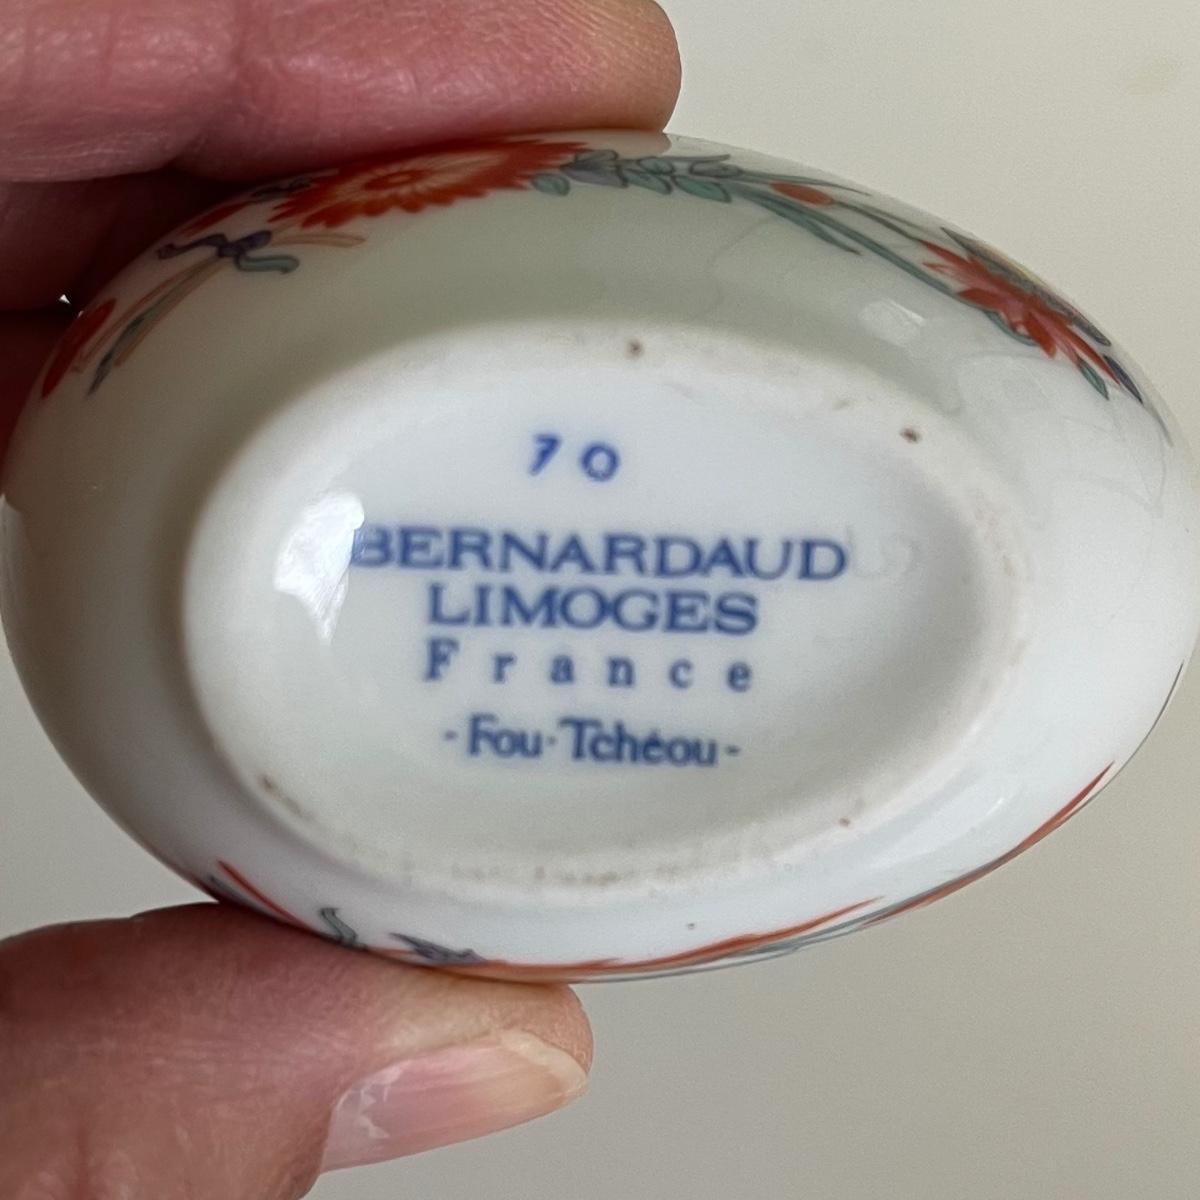 70
BERNARDAUD
LIMOGES
France
-Fou·Tchéou-